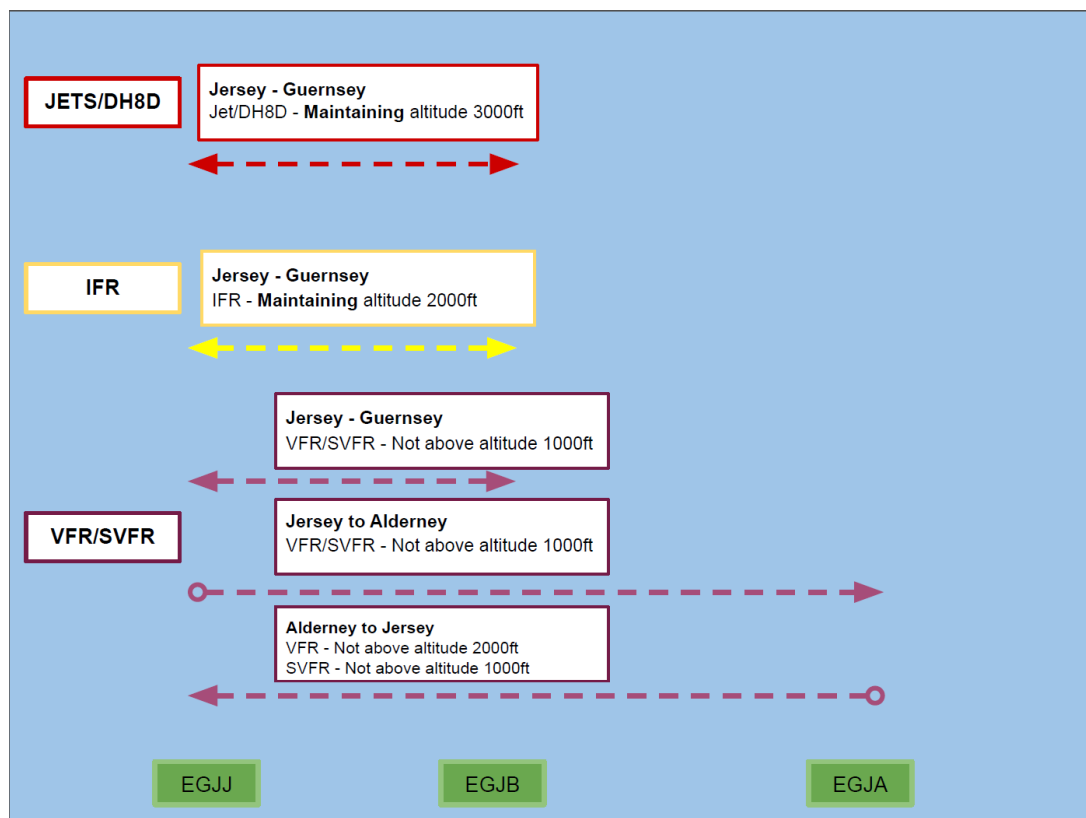 JETS/DH8D
Jersey - Guernsey
Jet/DH8D - Maintaining altitude 3000ft
IFR
Jersey - Guernsey
IFR - Maintaining altitude 2000ft
Jersey - Guernsey
VFR/SVFR - Not above altitude 1000ft
VFR/SVFR
Jersey to Alderney
VFR/SVFR - Not above altitude 1000ft
Alderney to Jersey
VFR - Not above altitude 2000ft
SVFR - Not above altitude 1000ft
EGJJ
EGJB
EGJA